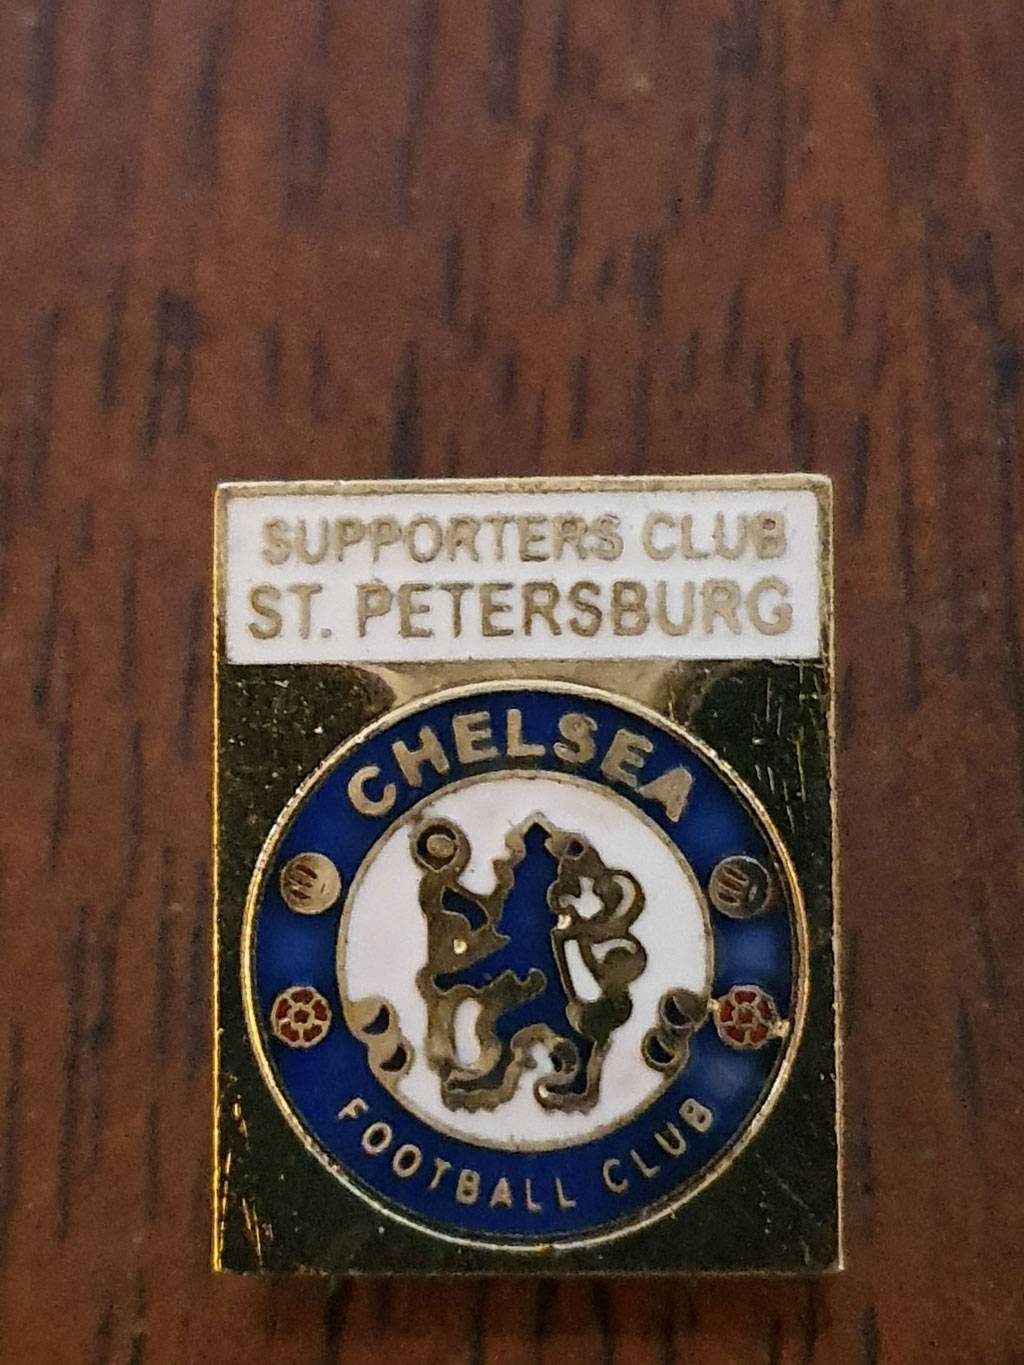 SUPPORTERS CLUB
ST. PETERSBURG
CHELSEA
FOOTBALL CLUB